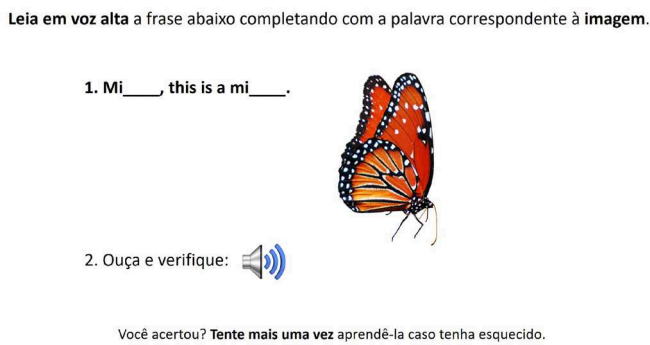 Leia em voz alta a frase abaixo completando com a palavra correspondente à imagem.
1. Mi____, this is a mi____.
2. Ouça e verifique:
Você acertou? Tente mais uma vez aprendê-la caso tenha esquecido.